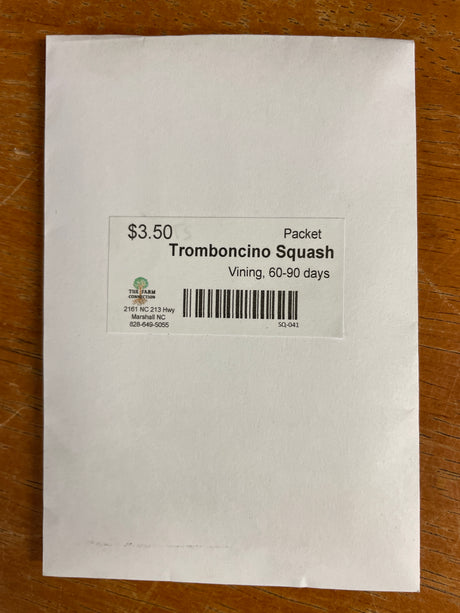 $3.50
Packet
Tromboncino Squash
Vining, 60-90 days
THE FARM
CONNECTION
2161 NC 213 Hwy
Marshall NC
828-649-5055
SQ-041